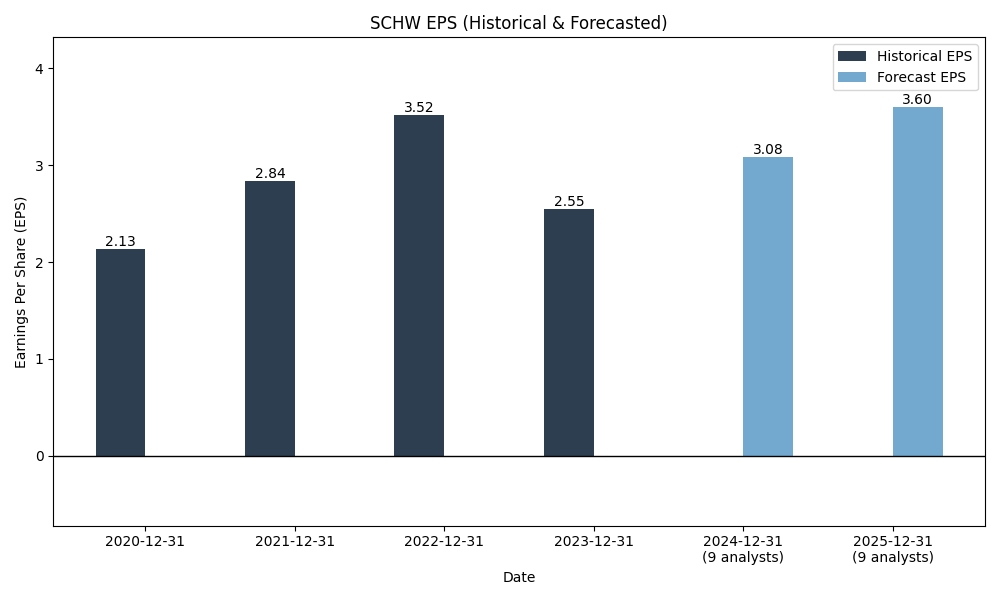 SCHW EPS (Historical & Forecasted)
Historical EPS
Forecast EPS
Earnings Per Share (EPS)
4
3
2
1
0
2.13
2.84
3.52
2.55
3.08
3.60
2020-12-31
2021-12-31
2022-12-31
2023-12-31
2024-12-31
(9 analysts)
2025-12-31
(9 analysts)
Date